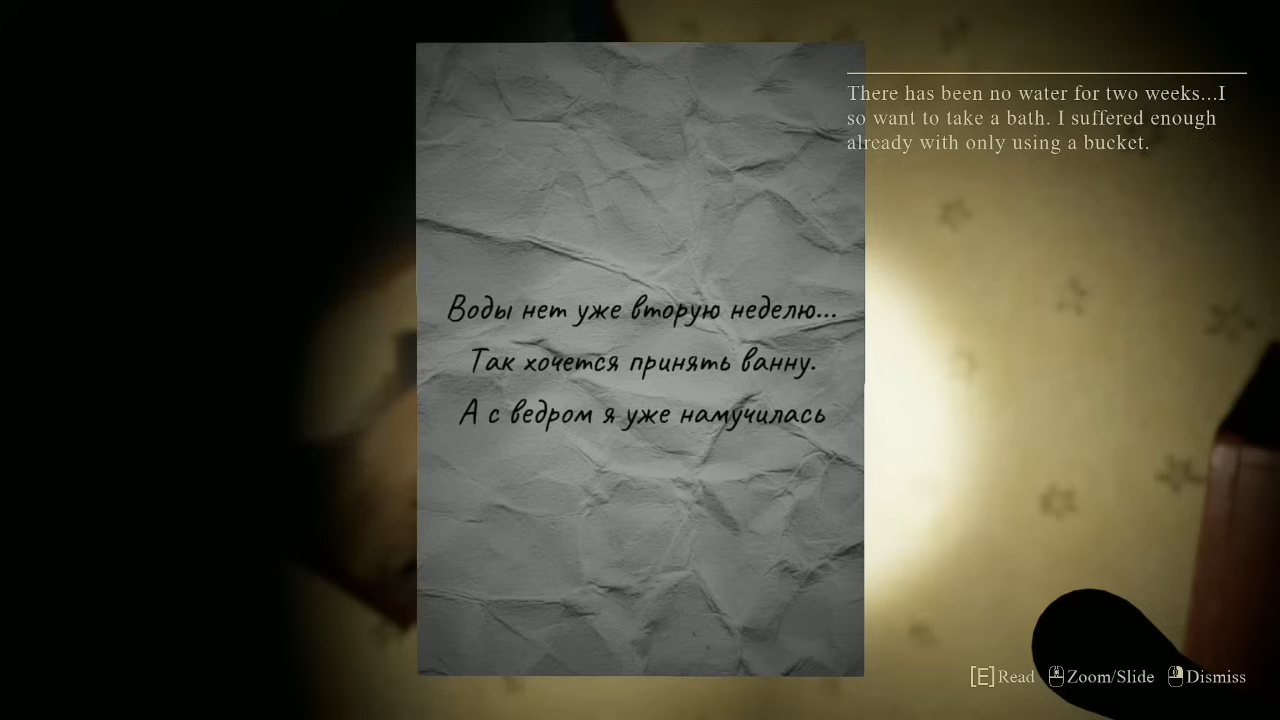 There has been no water for two weeks...I
so want to take a bath. I suffered enough
already with only using a bucket.
Воды нет уже вторую неделю...
Так хочется принять ванну.
А с ведром я уже намучилась
[E]Read Zoom/Slide Dismiss